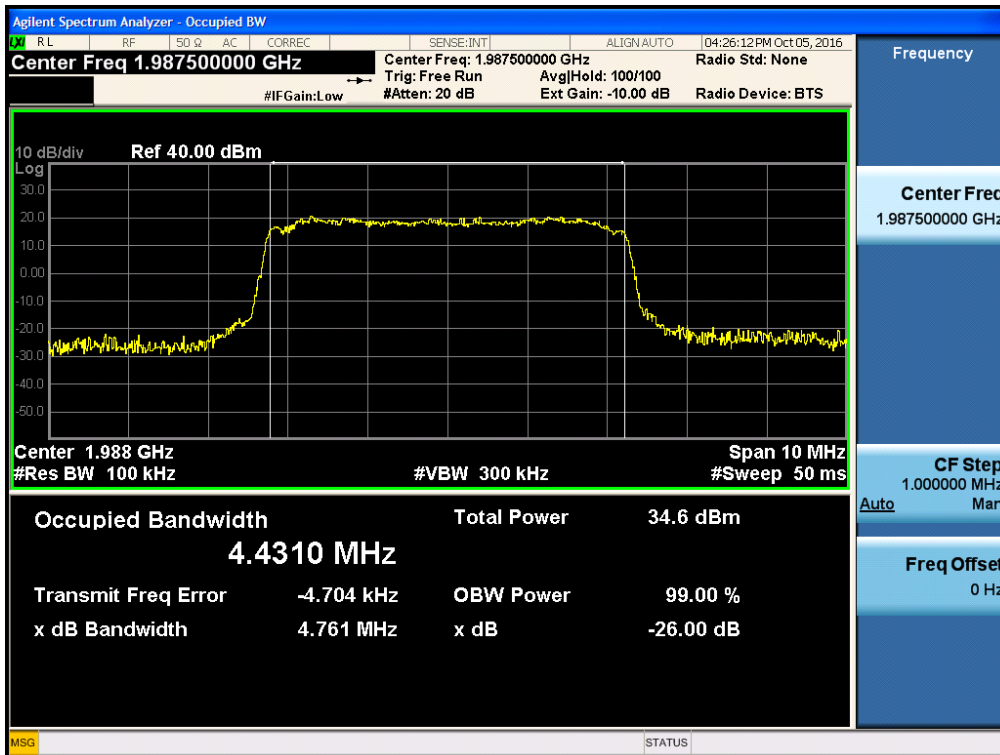 Agilent Spectrum Analyzer - Occupied BW
LXI RL RF 50 Ω AC CORREC SENSE:INT ALIGN AUTO 04:26:12 PM Oct 05, 2016
Center Freq 1.987500000 GHz
Center Freq: 1.987500000 GHz Radio Std: None
Trig: Free Run Avg|Hold: 100/100
#IFGain:Low #Atten: 20 dB Ext Gain: -10.00 dB Radio Device: BTS
10 dB/div Ref 40.00 dBm
Log
30.0
20.0
10.0
0.00
-10.0
-20.0
-30.0
-40.0
-50.0
Center 1.988 GHz Span 10 MHz
#Res BW 100 kHz #VBW 300 kHz #Sweep 50 ms
Occupied Bandwidth Total Power 34.6 dBm
4.4310 MHz
Transmit Freq Error -4.704 kHz OBW Power 99.00 %
x dB Bandwidth 4.761 MHz x dB -26.00 dB
Frequency
Center Freq
1.987500000 GHz
CF Step
1.000000 MHz
Auto Man
Freq Offset
0 Hz
MSG STATUS